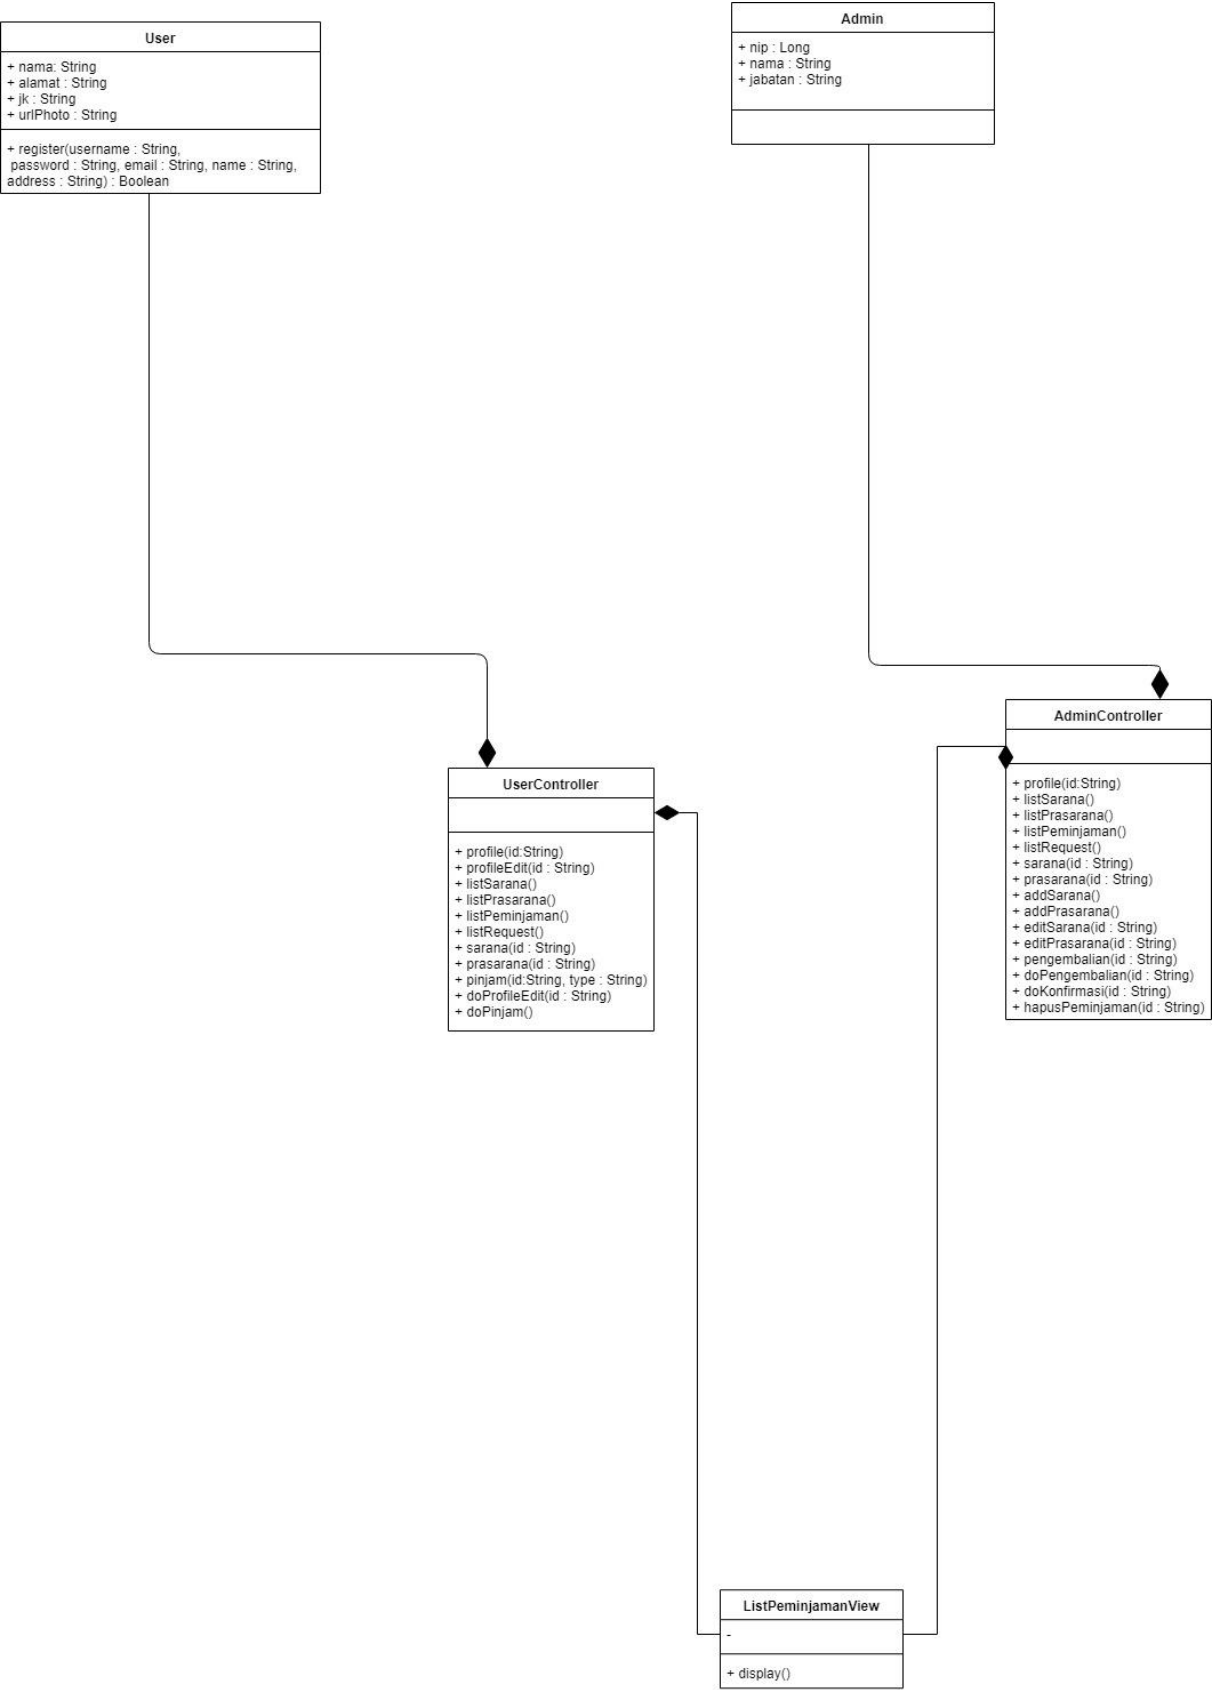 User
+ nama: String
+ alamat : String
+ jk : String
+ urlPhoto : String
+ register(username : String,
password : String, email : String, name : String,
address : String) : Boolean
Admin
+ nip : Long
+ nama : String
+ jabatan : String
UserController
+ profile(id:String)
+ profileEdit(id : String)
+ listSarana()
+ listPrasarana()
+ listPeminjaman()
+ listRequest()
+ sarana(id : String)
+ prasarana(id : String)
+ pinjam(id:String, type : String)
+ doProfileEdit(id : String)
+ doPinjam()
AdminController
+ profile(id:String)
+ listSarana()
+ listPrasarana()
+ listPeminjaman()
+ listRequest()
+ sarana(id : String)
+ prasarana(id : String)
+ addSarana()
+ addPrasarana()
+ editSarana(id : String)
+ editPrasarana(id : String)
+ pengembalian(id : String)
+ doPengembalian(id : String)
+ doKonfirmasi(id : String)
+ hapusPeminjaman(id : String)
ListPeminjamanView
-
+ display()